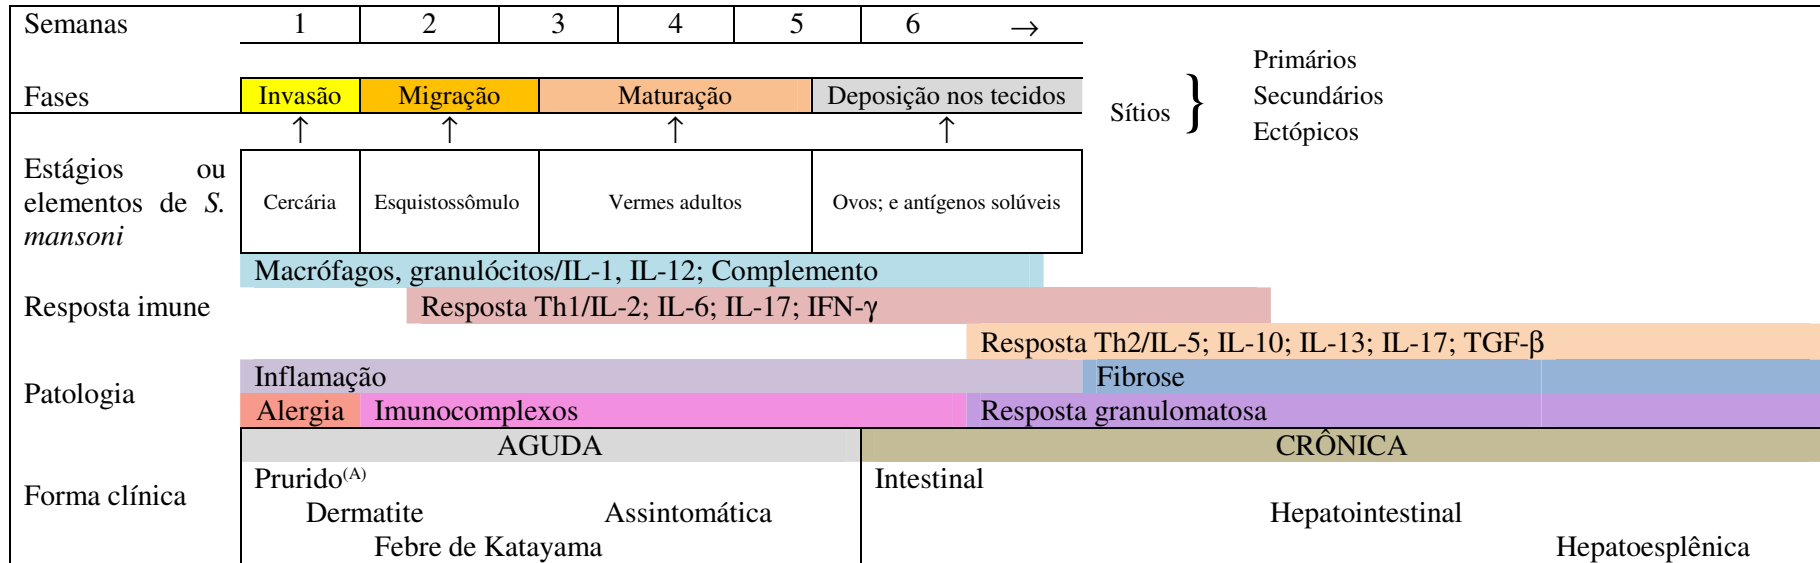 Semanas 1 2 3 4 5 6 →
Primários
Fases Invasão Migração Maturação Deposição nos tecidos Sítios } Secundários
Ectópicos
↑ ↑ ↑ ↑
Estágios ou
elementos de S. Cercária Esquistossômulo Vermes adultos Ovos; e antígenos solúveis
mansoni
Macrófagos, granulócitos/IL-1, IL-12; Complemento
Resposta imune Resposta Th1/IL-2; IL-6; IL-17; IFN-γ
Resposta Th2/IL-5; IL-10; IL-13; IL-17; TGF-β
Patologia Inflamação Fibrose
Alergia Imunocomplexos Resposta granulomatosa
AGUDA CRÔNICA
Prurido(A) Intestinal
Forma clínica Dermatite Assintomática Hepatointestinal
Febre de Katayama Hepatoesplênica